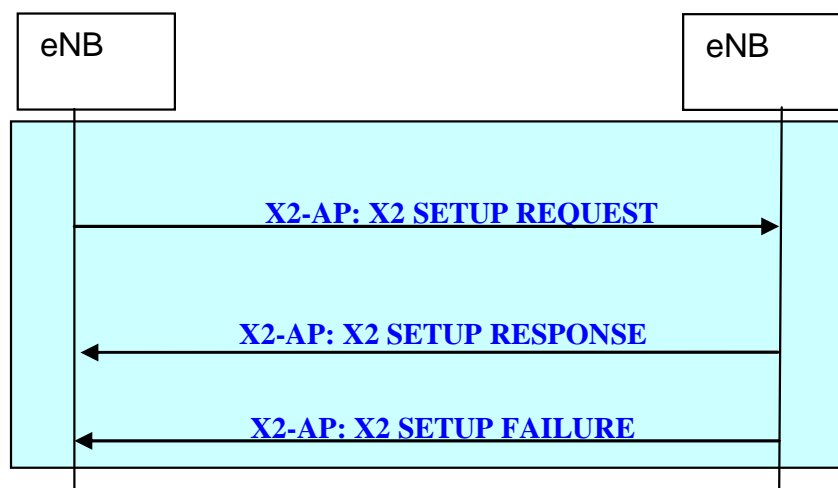 eNB
eNB
X2-AP: X2 SETUP REQUEST
X2-AP: X2 SETUP RESPONSE
X2-AP: X2 SETUP FAILURE